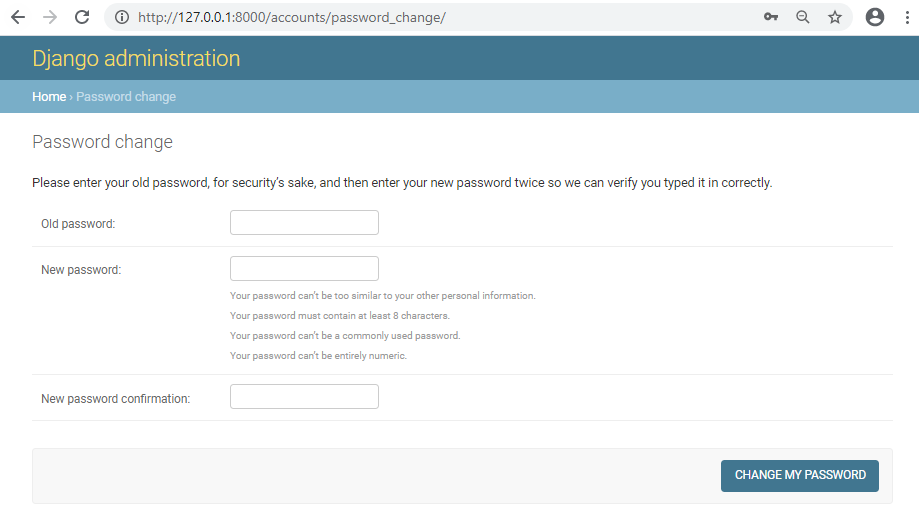 http://127.0.0.1:8000/accounts/password_change/
Django administration
Home › Password change
Password change
Please enter your old password, for security’s sake, and then enter your new password twice so we can verify you typed it in correctly.
Old password:
New password:
Your password can’t be too similar to your other personal information.
Your password must contain at least 8 characters.
Your password can’t be a commonly used password.
Your password can’t be entirely numeric.
New password confirmation:
CHANGE MY PASSWORD